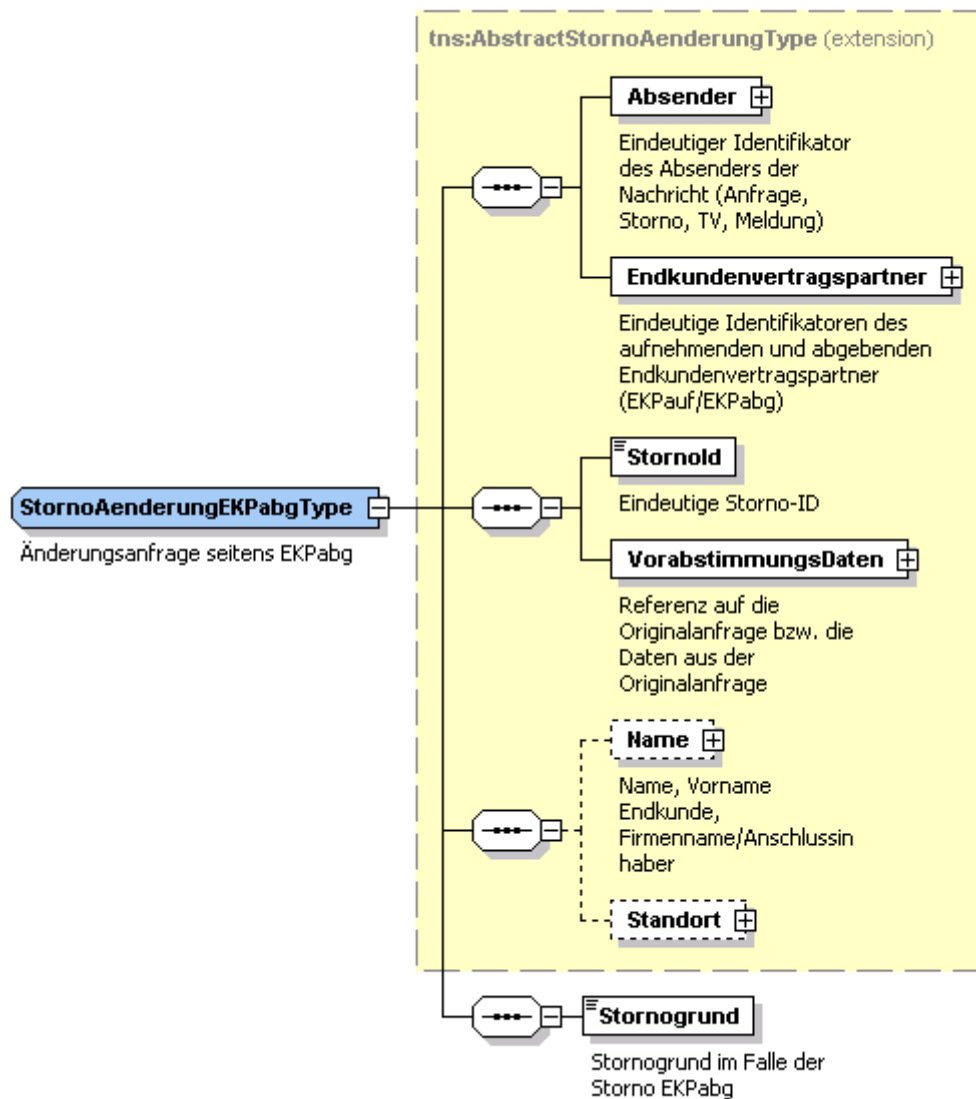 tns:AbstractStornoAenderungType (extension)
Absender
Eindeutiger Identifikator
des Absenders der
Nachricht (Anfrage,
Storno, TV, Meldung)
Endkundenvertragspartner
Eindeutige Identifikatoren des
aufnehmenden und abgebenden
Endkundenvertragspartner
(EKPauf/EKPabg)
StornoId
Eindeutige Storno-ID
StornoAenderungEKPabgType
Änderungsanfrage seitens EKPabg
VorabstimmungsDaten
Referenz auf die
Originalanfrage bzw. die
Daten aus der
Originalanfrage
Name
Name, Vorname
Endkunde,
Firmenname/Anschlussin
haber
Standort
Stornogrund
Stornogrund im Falle der
Storno EKPabg